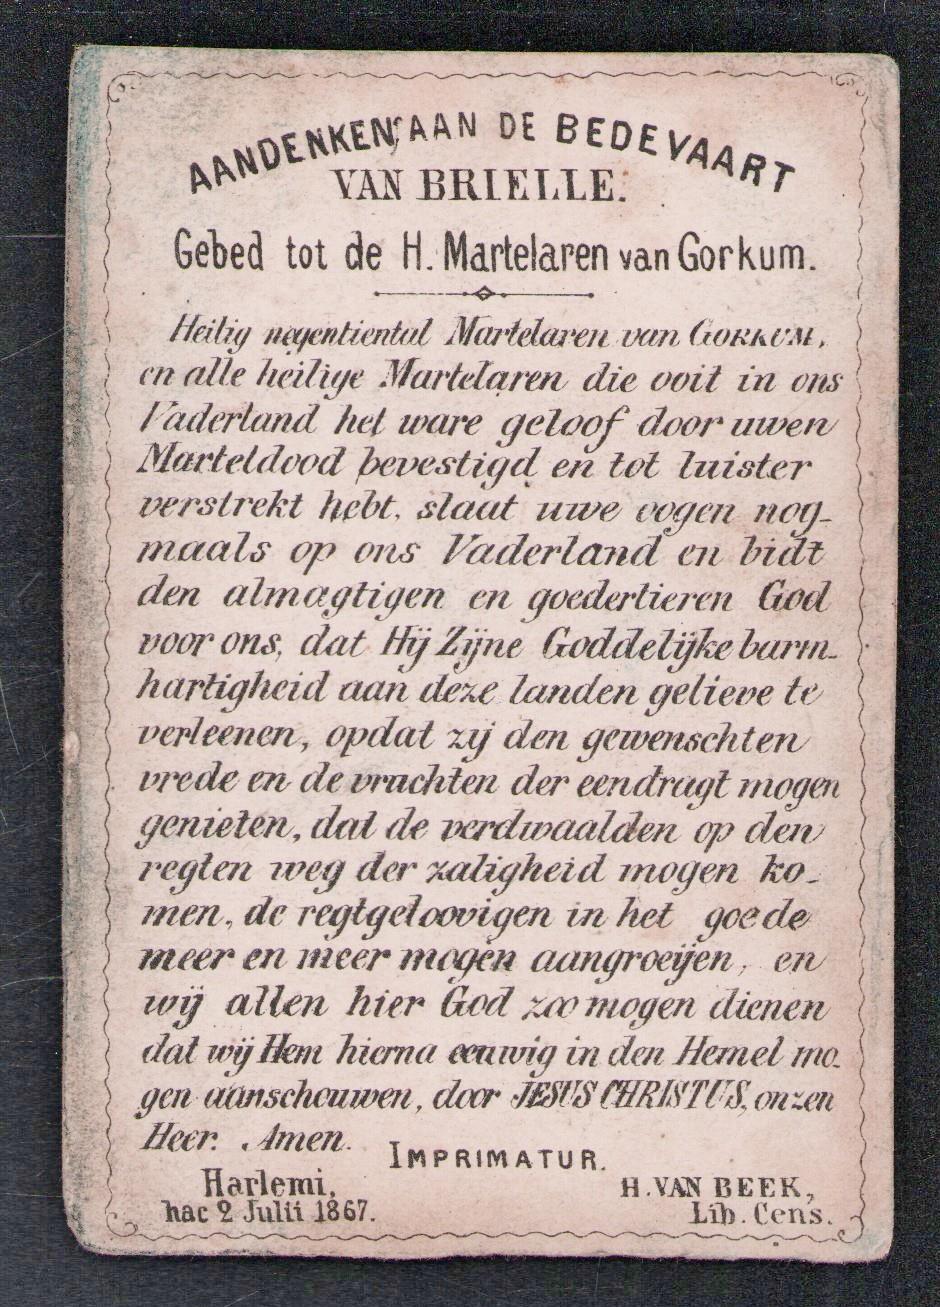 AANDENKEN, AAN DE BEDEVAART
VAN BRIELLE.
Gebed tot de H. Martelaren van Gorkum.
Heilig negentiental Martelaren van GORKUM,
en alle heilige Martelaren die ooit in ons
Vaderland het ware geloof door uwen
Marteldood bevestigd en tot luister
verstrekt hebt, slaat uwe oogen nog-
maals op ons Vaderland en bidt
den almagtigen en goedertieren God
voor ons, dat Hij Zijne Goddelijke barm-
hartigheid aan deze landen gelieve te
verleenen, opdat zij den gewenschten
vrede en de vruchten der eendragt mogen
genieten, dat de verdwaalden op den
regten weg der zaligheid mogen ko-
men, de regtgeloovigen in het goede
meer en meer mogen aangroeijen, en
wij allen hier God zoo mogen dienen
dat wij Hem hierna eeuwig in den Hemel mo-
gen aanschouwen, door JESUS CHRISTUS, onzen
Heer. Amen.
IMPRIMATUR.
Harlemi,
hac 2 Julii 1867.
H. VAN BEEK,
Lib. Cens.